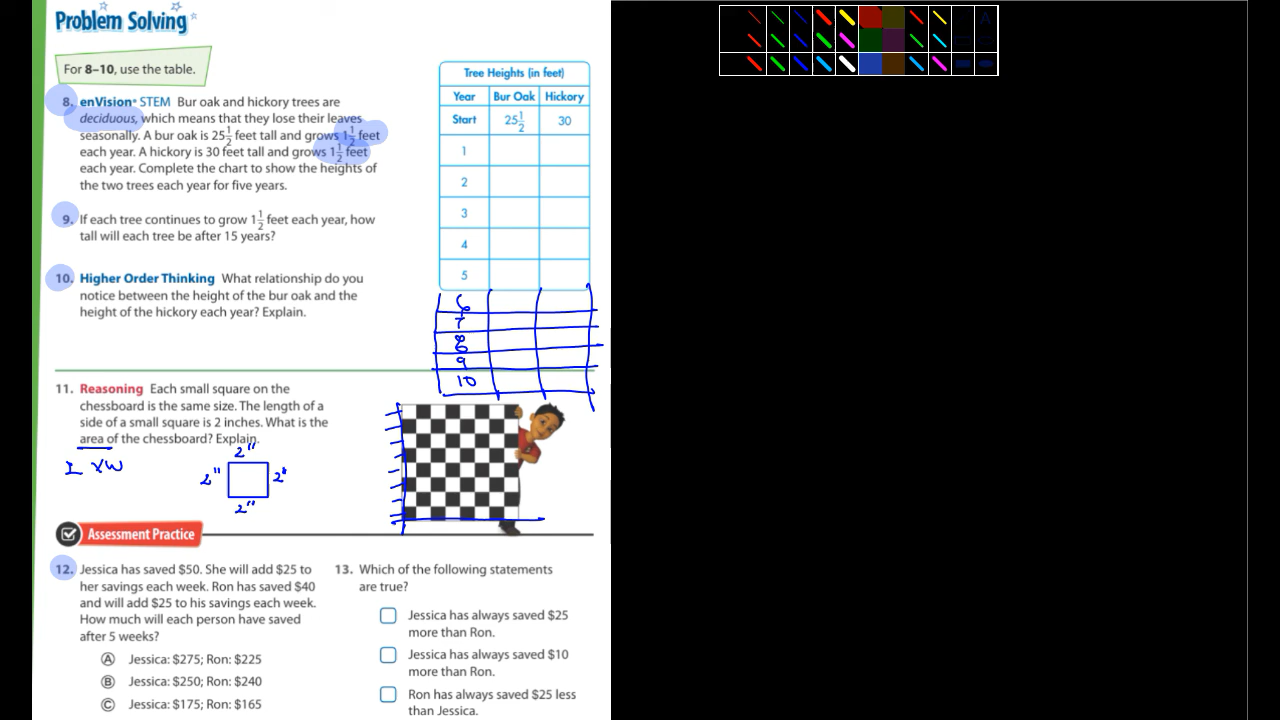 Problem Solving
For 8–10, use the table.
8. enVision® STEM Bur oak and hickory trees are
deciduous, which means that they lose their leaves
seasonally. A bur oak is 25 1/2 feet tall and grows 1 1/2 feet
each year. A hickory is 30 feet tall and grows 1 1/2 feet
each year. Complete the chart to show the heights of
the two trees each year for five years.
9. If each tree continues to grow 1 1/2 feet each year, how
tall will each tree be after 15 years?
10. Higher Order Thinking What relationship do you
notice between the height of the bur oak and the
height of the hickory each year? Explain.
Tree Heights (in feet)
Year Bur Oak Hickory
Start 25 1/2 30
1
2
3
4
5
6
7
8
9
10
11. Reasoning Each small square on the
chessboard is the same size. The length of a
side of a small square is 2 inches. What is the
area of the chessboard? Explain.
L x W
2"
2" 2"
2"
Assessment Practice
12. Jessica has saved $50. She will add $25 to
her savings each week. Ron has saved $40
and will add $25 to his savings each week.
How much will each person have saved
after 5 weeks?
A Jessica: $275; Ron: $225
B Jessica: $250; Ron: $240
C Jessica: $175; Ron: $165
13. Which of the following statements
are true?
Jessica has always saved $25
more than Ron.
Jessica has always saved $10
more than Ron.
Ron has always saved $25 less
than Jessica.
A